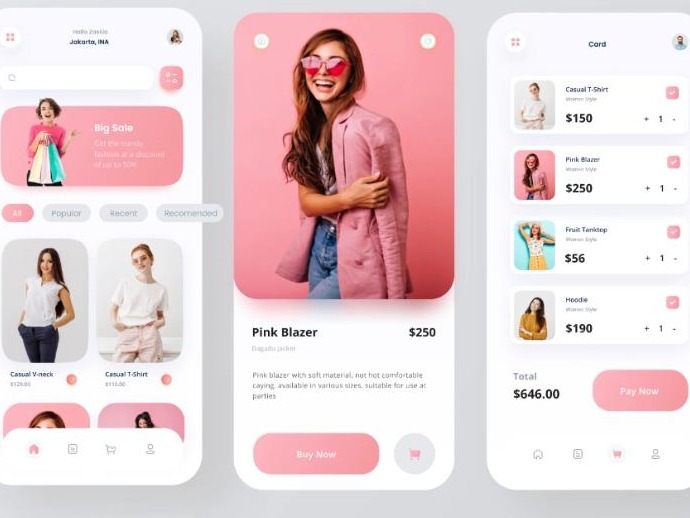 Hello Zackie
Jakarta, INA
Big Sale
Get the trendy
fashion at a discount
of up to 50%
All
Popular
Recent
Recomended
Casual V-neck
$129.00
Casual T-Shirt
$110.00
Pink Blazer
$250
Dagadu jacket
Pink blazer with soft material, not hot comfortable
caying, available in various sizes, suitable for use at
parties
Buy Now
Card
Casual T-Shirt
Women Style
$150
+ 1 -
Pink Blazer
Women Style
$250
+ 1 -
Fruit Tanktop
Women Style
$56
+ 1 -
Hoodie
Women Style
$190
+ 1 -
Total
$646.00
Pay Now